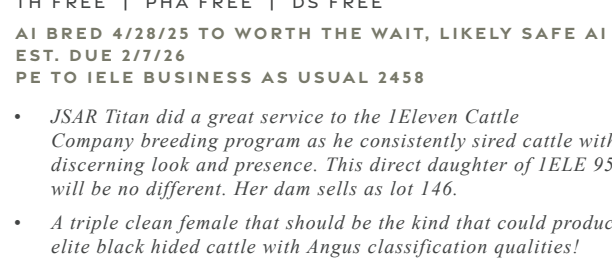 TH FREE | PHA FREE | DS FREE
AI BRED 4/28/25 TO WORTH THE WAIT, LIKELY SAFE AI
EST. DUE 2/7/26
PE TO IELE BUSINESS AS USUAL 2458
• JSAR Titan did a great service to the 1Eleven Cattle
Company breeding program as he consistently sired cattle with
discerning look and presence. This direct daughter of 1ELE 95
will be no different. Her dam sells as lot 146.
• A triple clean female that should be the kind that could produc
elite black hided cattle with Angus classification qualities!